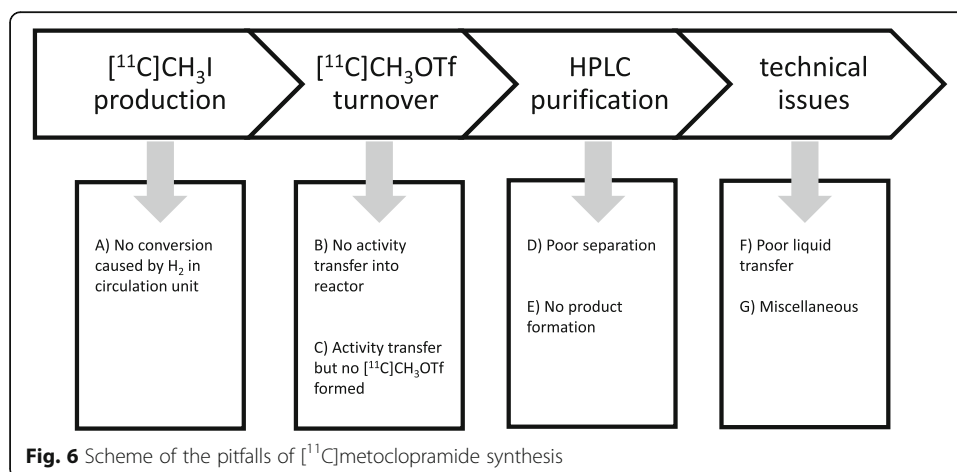 [¹¹C]CH₃I
production
[¹¹C]CH₃OTf
turnover
HPLC
purification
technical
issues
A) No conversion
caused by H₂ in
circulation unit
B) No activity
transfer into
reactor
C) Activity transfer
but no [¹¹C]CH₃OTf
formed
D) Poor separation
E) No product
formation
F) Poor liquid
transfer
G) Miscellaneous
Fig. 6 Scheme of the pitfalls of [¹¹C]metoclopramide synthesis